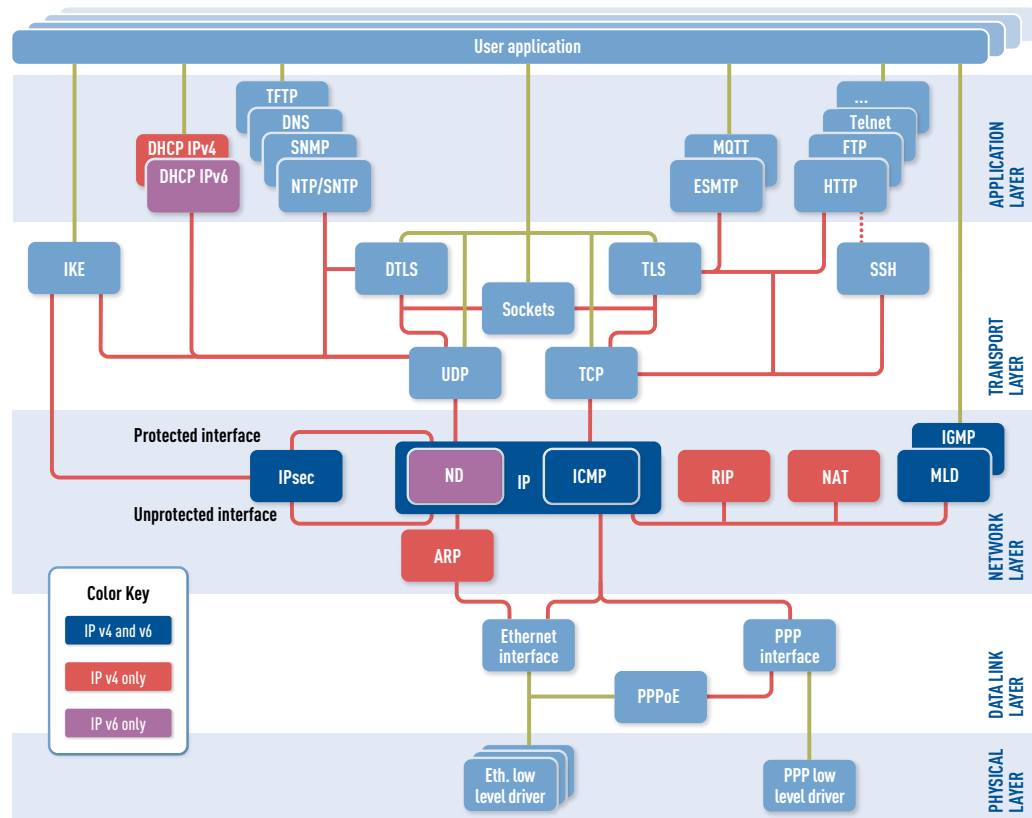 User application
TFTP
DNS
SNMP
NTP/SNTP
DHCP IPv4
DHCP IPv6
MQTT
ESMTP
...
Telnet
FTP
HTTP
APPLICATION
LAYER
IKE
DTLS
TLS
SSH
Sockets
UDP
TCP
TRANSPORT
LAYER
Protected interface
IPsec
Unprotected interface
ND
IP
ICMP
RIP
NAT
IGMP
MLD
ARP
NETWORK
LAYER
Color Key
IP v4 and v6
IP v4 only
IP v6 only
Ethernet
interface
PPP
interface
PPPoE
DATA LINK
LAYER
Eth. low
level driver
PPP low
level driver
PHYSICAL
LAYER